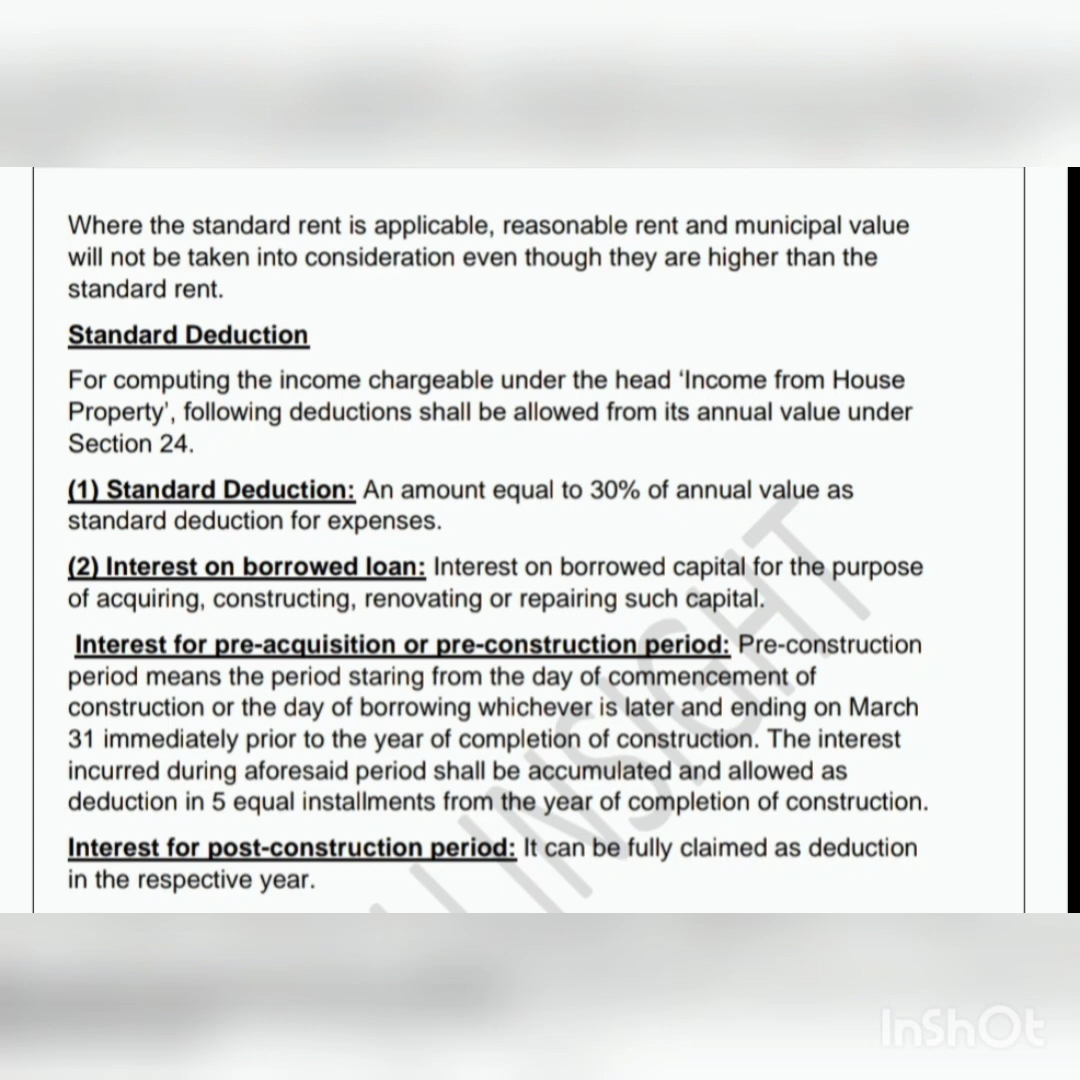 Where the standard rent is applicable, reasonable rent and municipal value
will not be taken into consideration even though they are higher than the
standard rent.
Standard Deduction
For computing the income chargeable under the head ‘Income from House
Property’, following deductions shall be allowed from its annual value under
Section 24.
(1) Standard Deduction: An amount equal to 30% of annual value as
standard deduction for expenses.
(2) Interest on borrowed loan: Interest on borrowed capital for the purpose
of acquiring, constructing, renovating or repairing such capital.
Interest for pre-acquisition or pre-construction period: Pre-construction
period means the period staring from the day of commencement of
construction or the day of borrowing whichever is later and ending on March
31 immediately prior to the year of completion of construction. The interest
incurred during aforesaid period shall be accumulated and allowed as
deduction in 5 equal installments from the year of completion of construction.
Interest for post-construction period: It can be fully claimed as deduction
in the respective year.
INSIGHT
InShOt